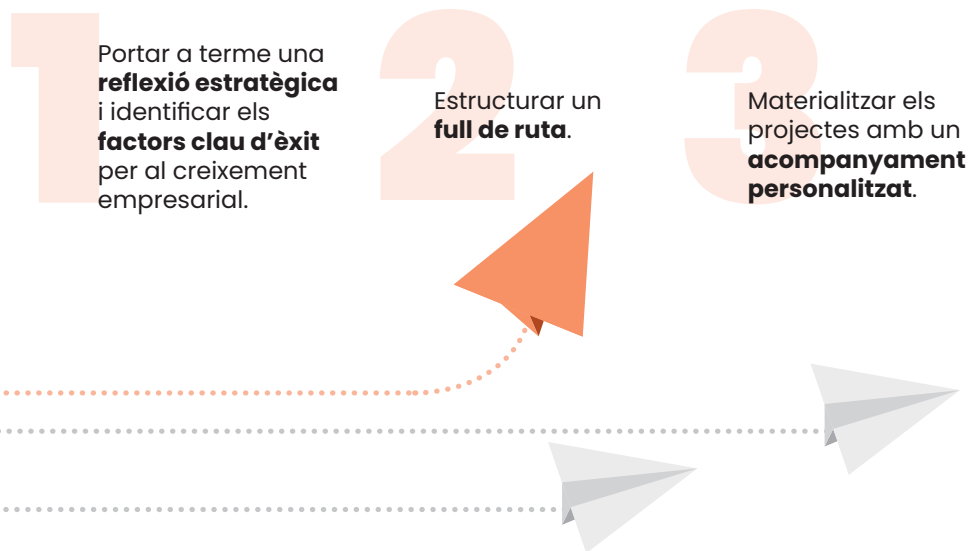 1
Portar a terme una
reflexió estratègica
i identificar els
factors clau d’èxit
per al creixement
empresarial.
2
Estructurar un
full de ruta.
3
Materialitzar els
projectes amb un
acompanyament
personalitzat.